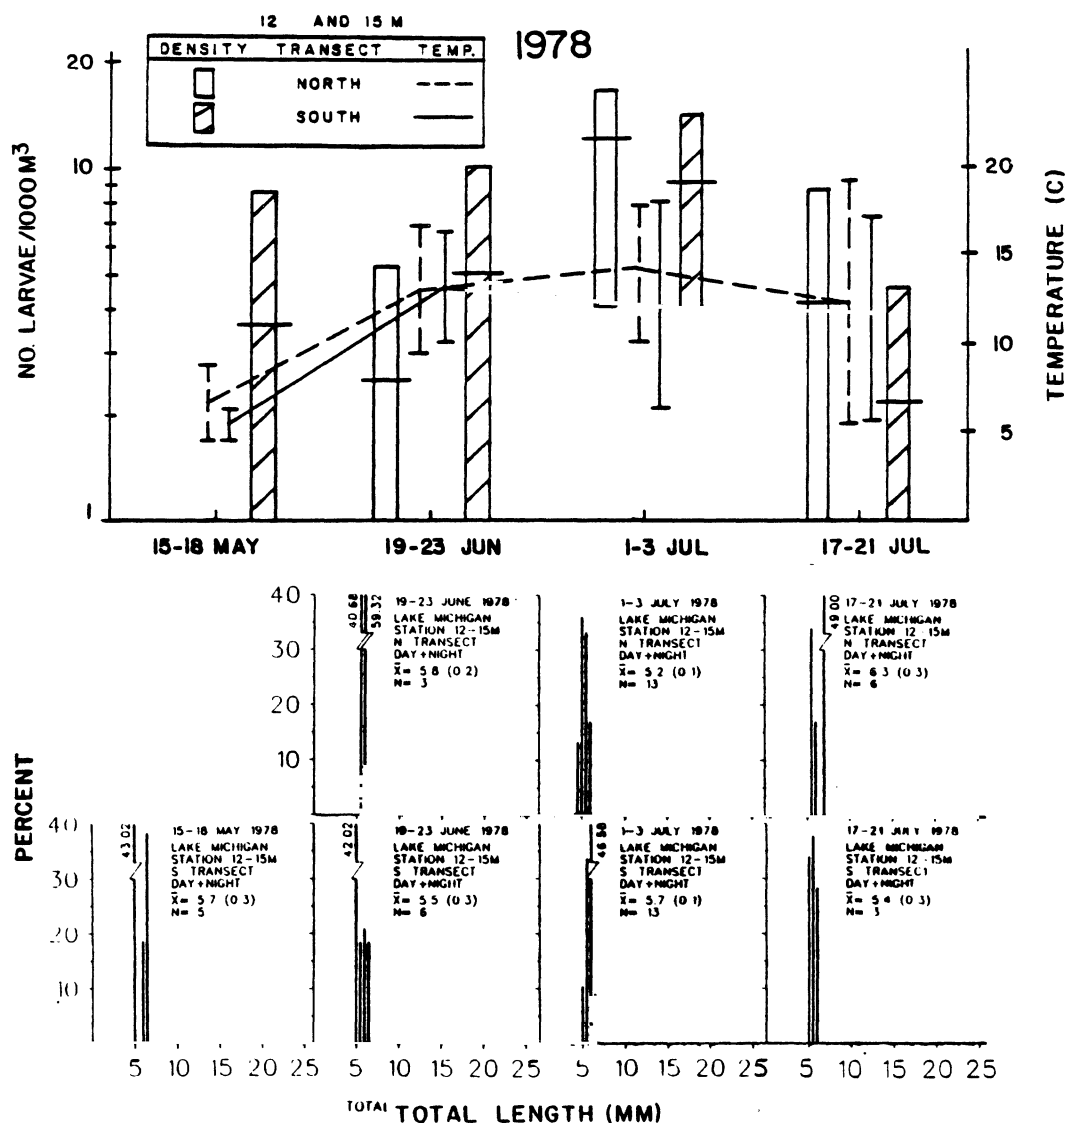 12 AND 15 M
DENSITY TRANSECT TEMP.
NORTH
SOUTH
1978
NO. LARVAE/1000M³
20
10
1
TEMPERATURE (C)
20
15
10
5
15-18 MAY 19-23 JUN 1-3 JUL 17-21 JUL
PERCENT
40
30
20
10
40.68
59.32
19-23 JUNE 1978
LAKE MICHIGAN
STATION 12-15M
N TRANSECT
DAY+NIGHT
X̄= 5.8 (0.2)
N= 3
1-3 JULY 1978
LAKE MICHIGAN
STATION 12-15M
N TRANSECT
DAY+NIGHT
X̄= 5.2 (0.1)
N= 13
49.00
17-21 JULY 1978
LAKE MICHIGAN
STATION 12-15M
N TRANSECT
DAY+NIGHT
X̄= 6.3 (0.3)
N= 6
40
30
20
10
43.02
15-18 MAY 1978
LAKE MICHIGAN
STATION 12-15M
S TRANSECT
DAY+NIGHT
X̄= 5.7 (0.3)
N= 5
42.02
19-23 JUNE 1978
LAKE MICHIGAN
STATION 12-15M
S TRANSECT
DAY+NIGHT
X̄= 5.5 (0.3)
N= 6
1-3 JULY 1978
LAKE MICHIGAN
STATION 12-15M
S TRANSECT
DAY+NIGHT
X̄= 5.7 (0.1)
N= 13
17-21 JULY 1978
LAKE MICHIGAN
STATION 12-15M
S TRANSECT
DAY+NIGHT
X̄= 5.4 (0.3)
N= 3
5 10 15 20 25 5 10 15 20 25 5 10 15 20 25 5 10 15 20 25
TOTAL TOTAL LENGTH (MM)